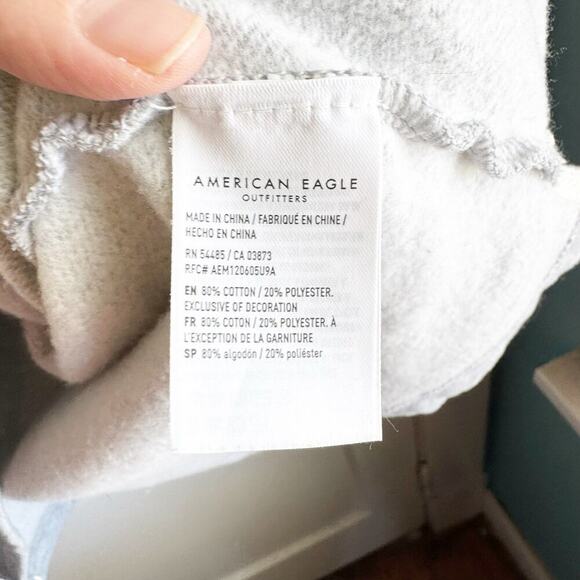 AMERICAN EAGLE
OUTFITTERS
MADE IN CHINA / FABRIQUÉ EN CHINE /
HECHO EN CHINA
RN 54485 / CA 03873
RFC# AEM120605U9A
EN 80% COTTON / 20% POLYESTER.
EXCLUSIVE OF DECORATION
FR 80% COTON / 20% POLYESTER. À
L'EXCEPTION DE LA GARNITURE
SP 80% algodón / 20% poliéster